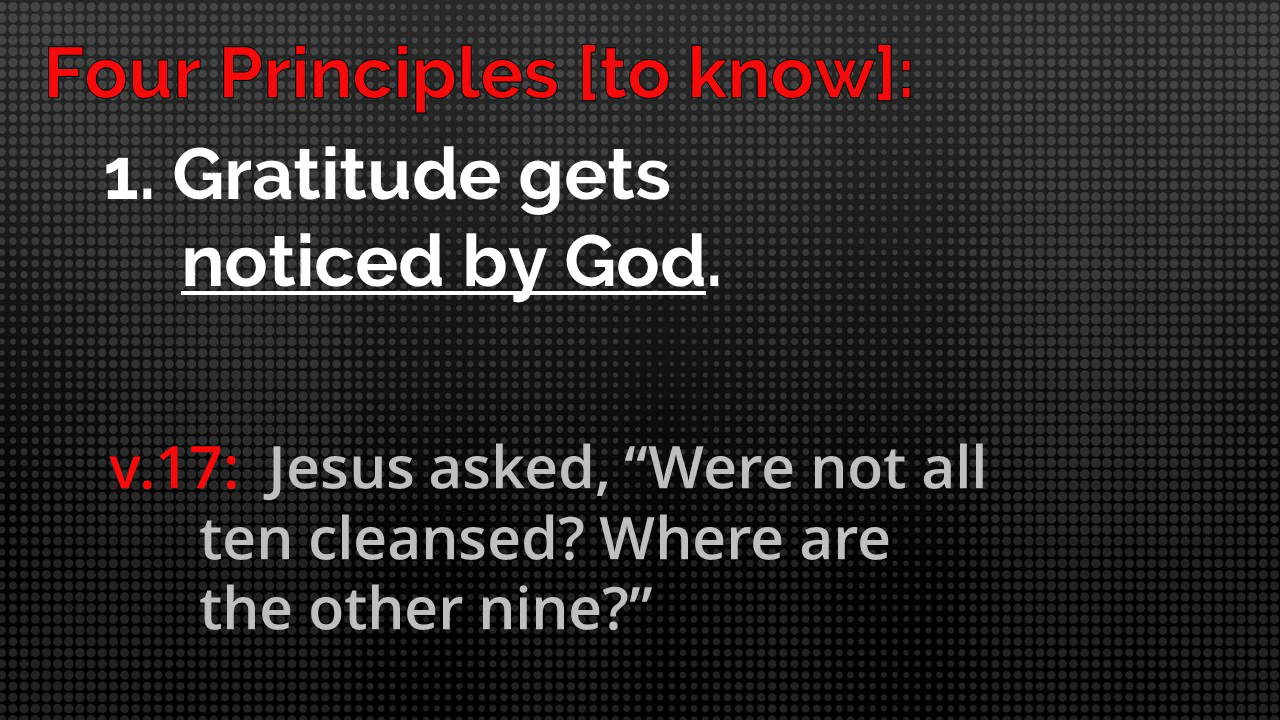 Four Principles [to know]:
1. Gratitude gets
noticed by God.
v.17: Jesus asked, “Were not all
ten cleansed? Where are
the other nine?”